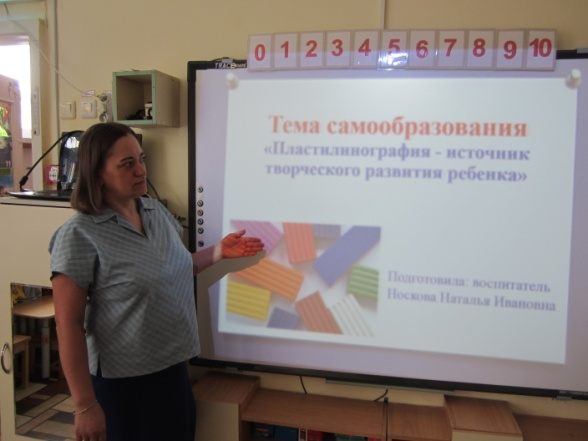 0 1 2 3 4 5 6 7 8 9 10
Тема самообразования
«Пластилинография - источник
творческого развития ребенка»
Подготовила: воспитатель
Носкова Наталья Ивановна